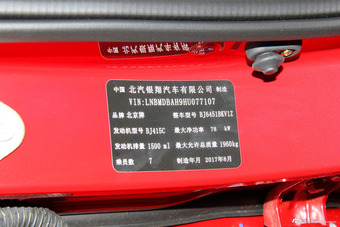 中国 北汽银翔汽车有限公司 制造
VIN:LNBMDBAH9HU077107
品牌 北京牌 整车型号 BJ6451BKV1Z
发动机型号 BJ415C 最大净功率 78 kW
发动机排量 1500 ml 最大允许总质量 1960kg
乘员数 7 制造年月 2017年6月